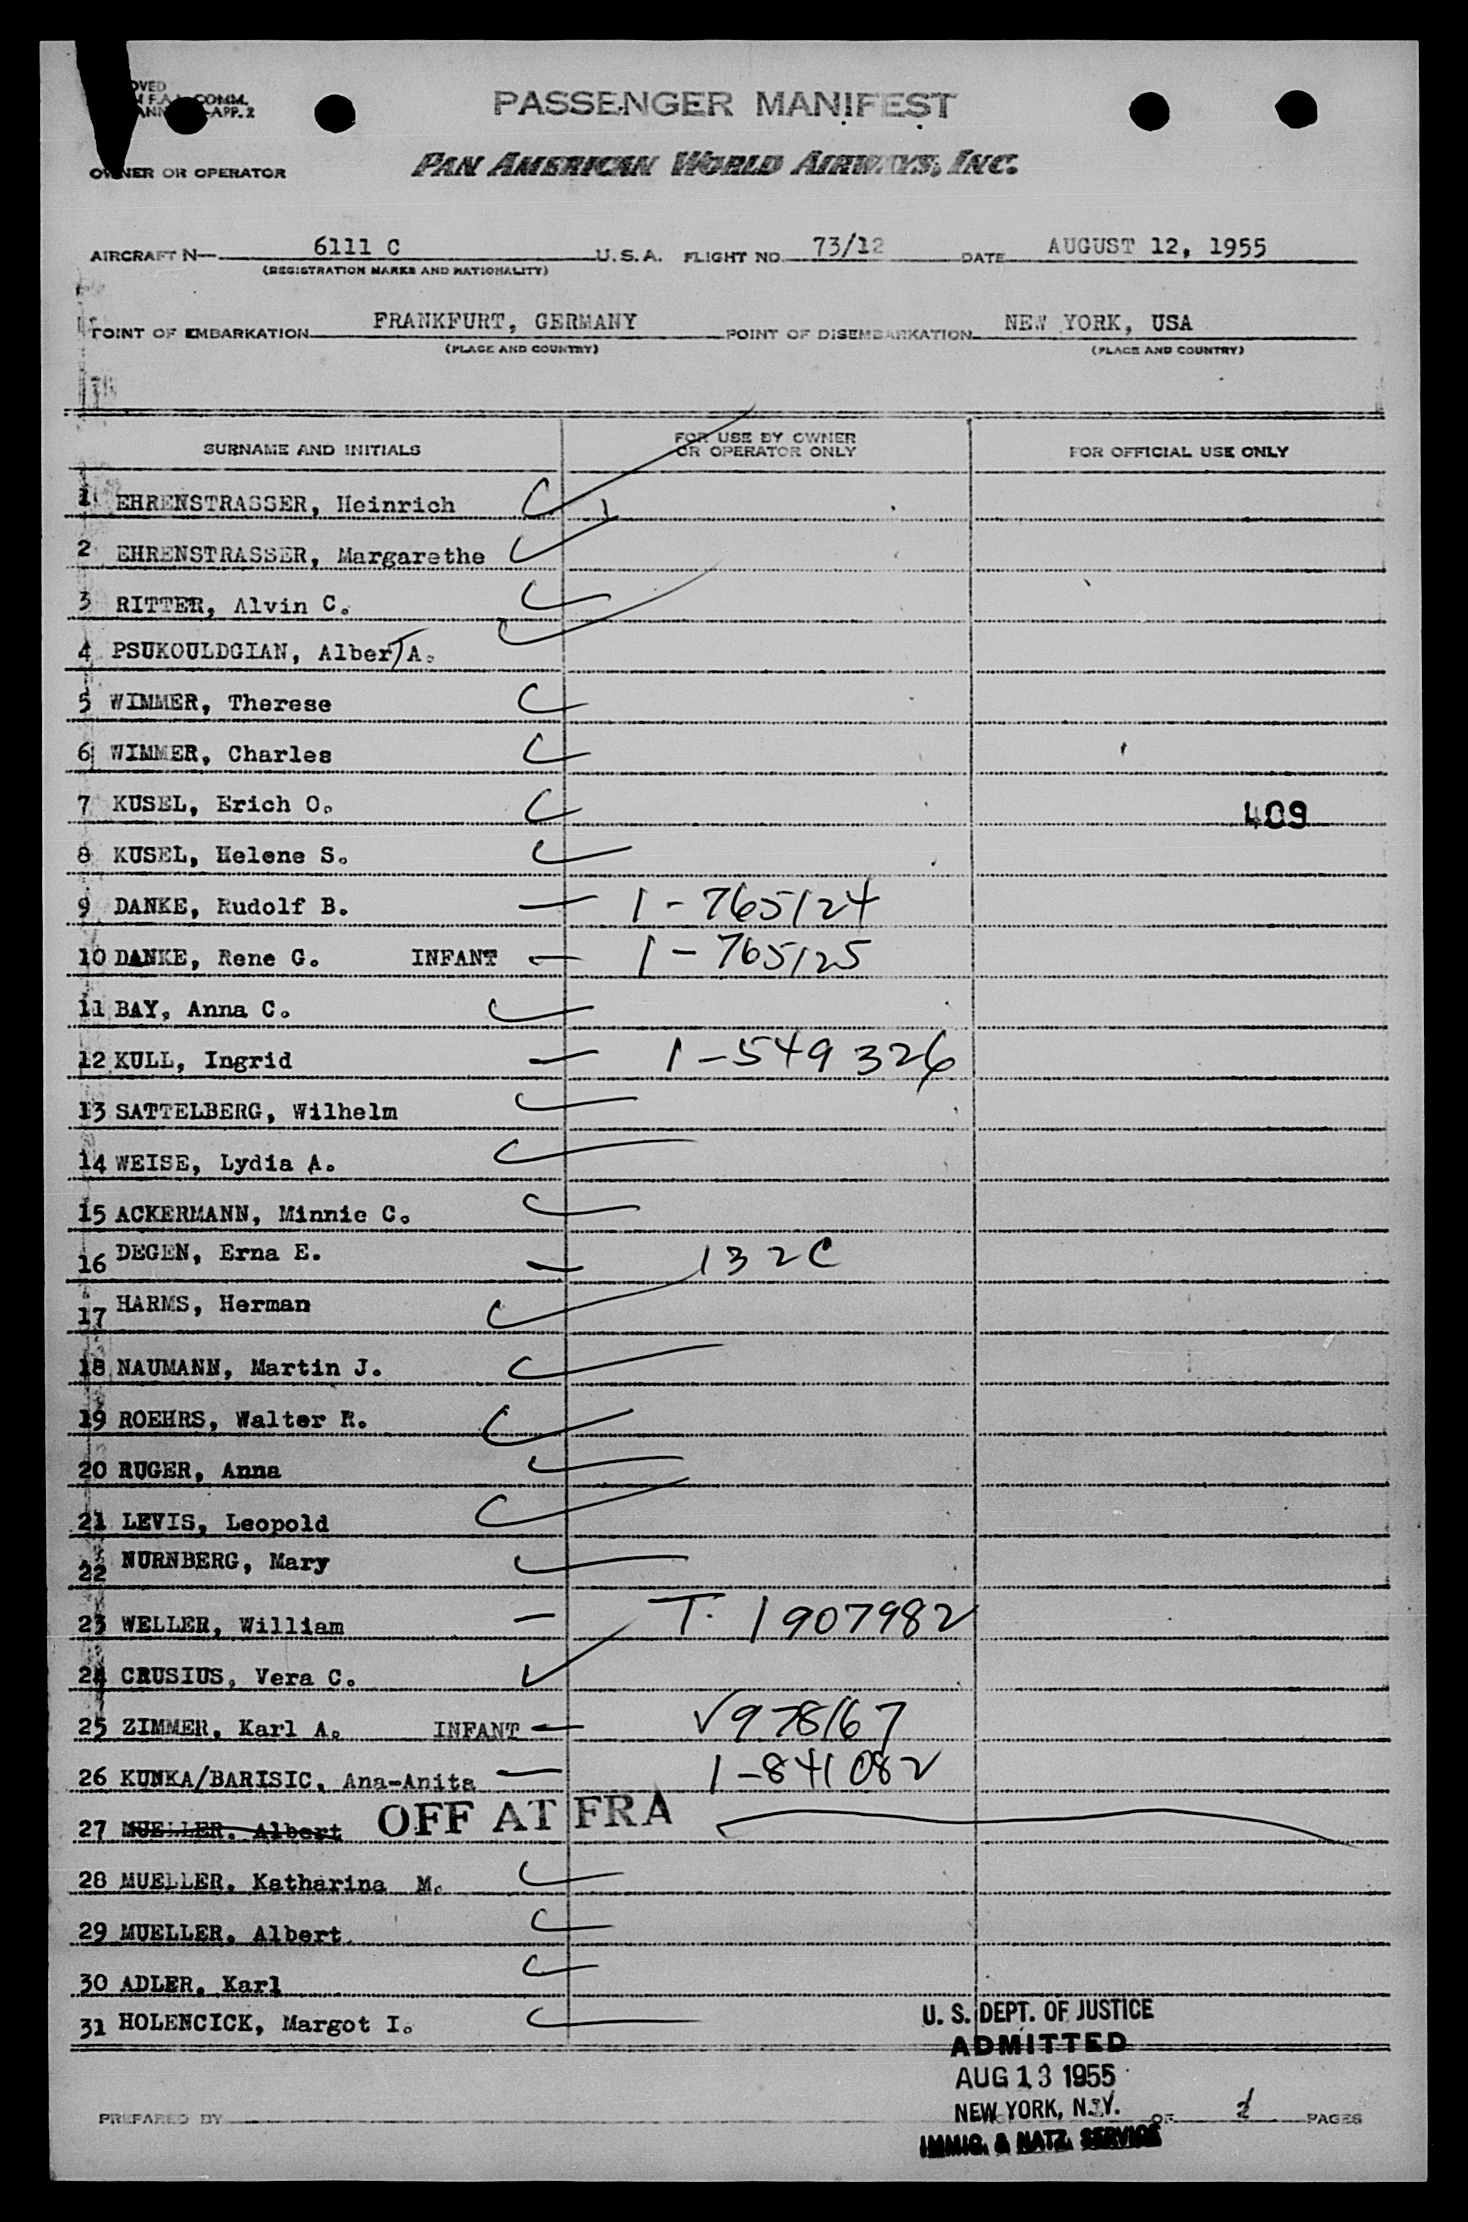 OVED
COMM.
-APP. 2
PASSENGER MANIFEST
OWNER OR OPERATOR PAN AMERICAN WORLD AIRWAYS, INC.
AIRCRAFT N— 6111 C U. S. A. FLIGHT NO. 73/12 DATE AUGUST 12, 1955
(REGISTRATION MARKS AND NATIONALITY)
POINT OF EMBARKATION FRANKFURT, GERMANY POINT OF DISEMBARKATION NEW YORK, USA
(PLACE AND COUNTRY) (PLACE AND COUNTRY)
SURNAME AND INITIALS FOR USE BY OWNER OR OPERATOR ONLY FOR OFFICIAL USE ONLY
1 EHRENSTRASSER, Heinrich
2 EHRENSTRASSER, Margarethe
3 RITTER, Alvin C.
4 PSUKOULDGIAN, AlberT A.
5 WIMMER, Therese
6 WIMMER, Charles
7 KUSEL, Erich O. 409
8 KUSEL, Helene S.
9 DANKE, Rudolf B. — 1-765124
10 DANKE, Rene G. INFANT — 1-765125
11 BAY, Anna C.
12 KULL, Ingrid — 1-549326
13 SATTELBERG, Wilhelm
14 WEISE, Lydia A.
15 ACKERMANN, Minnie C.
16 DEGEN, Erna E. — 132C
17 HARMS, Herman
18 NAUMANN, Martin J.
19 ROEHRS, Walter R.
20 RUGER, Anna
21 LEVIS, Leopold
22 NURNBERG, Mary
23 WELLER, William — T. 1907982
24 CRUSIUS, Vera C.
25 ZIMMER, Karl A. INFANT — V978167
26 KUNKA/BARISIC, Ana-Anita — 1-841082
27 MUELLER, Albert OFF AT FRA
28 MUELLER, Katharina M.
29 MUELLER, Albert
30 ADLER, Karl
31 HOLENCICK, Margot I.
U. S. DEPT. OF JUSTICE
ADMITTED
AUG 13 1955
NEW YORK, N.Y.
IMMIG. & NATZ. SERVICE
PREPARED BY OF 2 PAGES